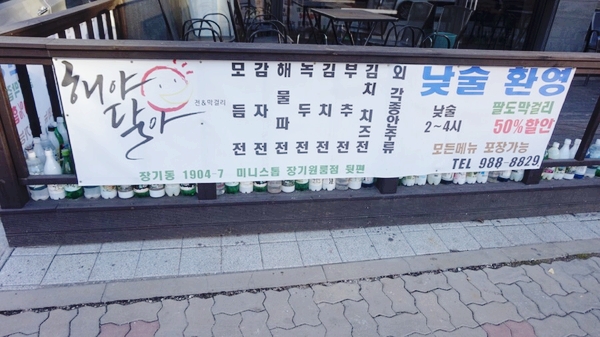 해야
달아
전&막걸리
모듬전
감자전
해물파전
녹두전
김치전
부추전
김치치즈전
외 각종안주류
낮술 환영
낮술
2~4시
팔도막걸리
50%할인
모든메뉴 포장가능
TEL 988-8829
장기동 1904-7 미니스톱 장기원룸점 뒷편